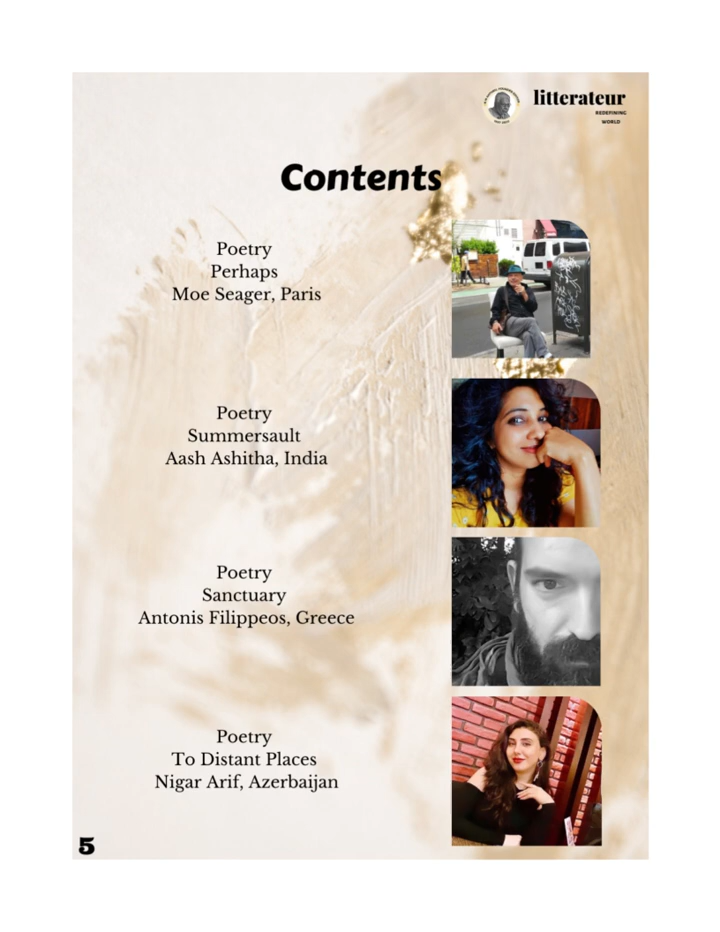 litterateur
REDEFINING
WORLD
Contents
Poetry
Perhaps
Moe Seager, Paris
Poetry
Summersault
Aash Ashitha, India
Poetry
Sanctuary
Antonis Filippeos, Greece
Poetry
To Distant Places
Nigar Arif, Azerbaijan
5